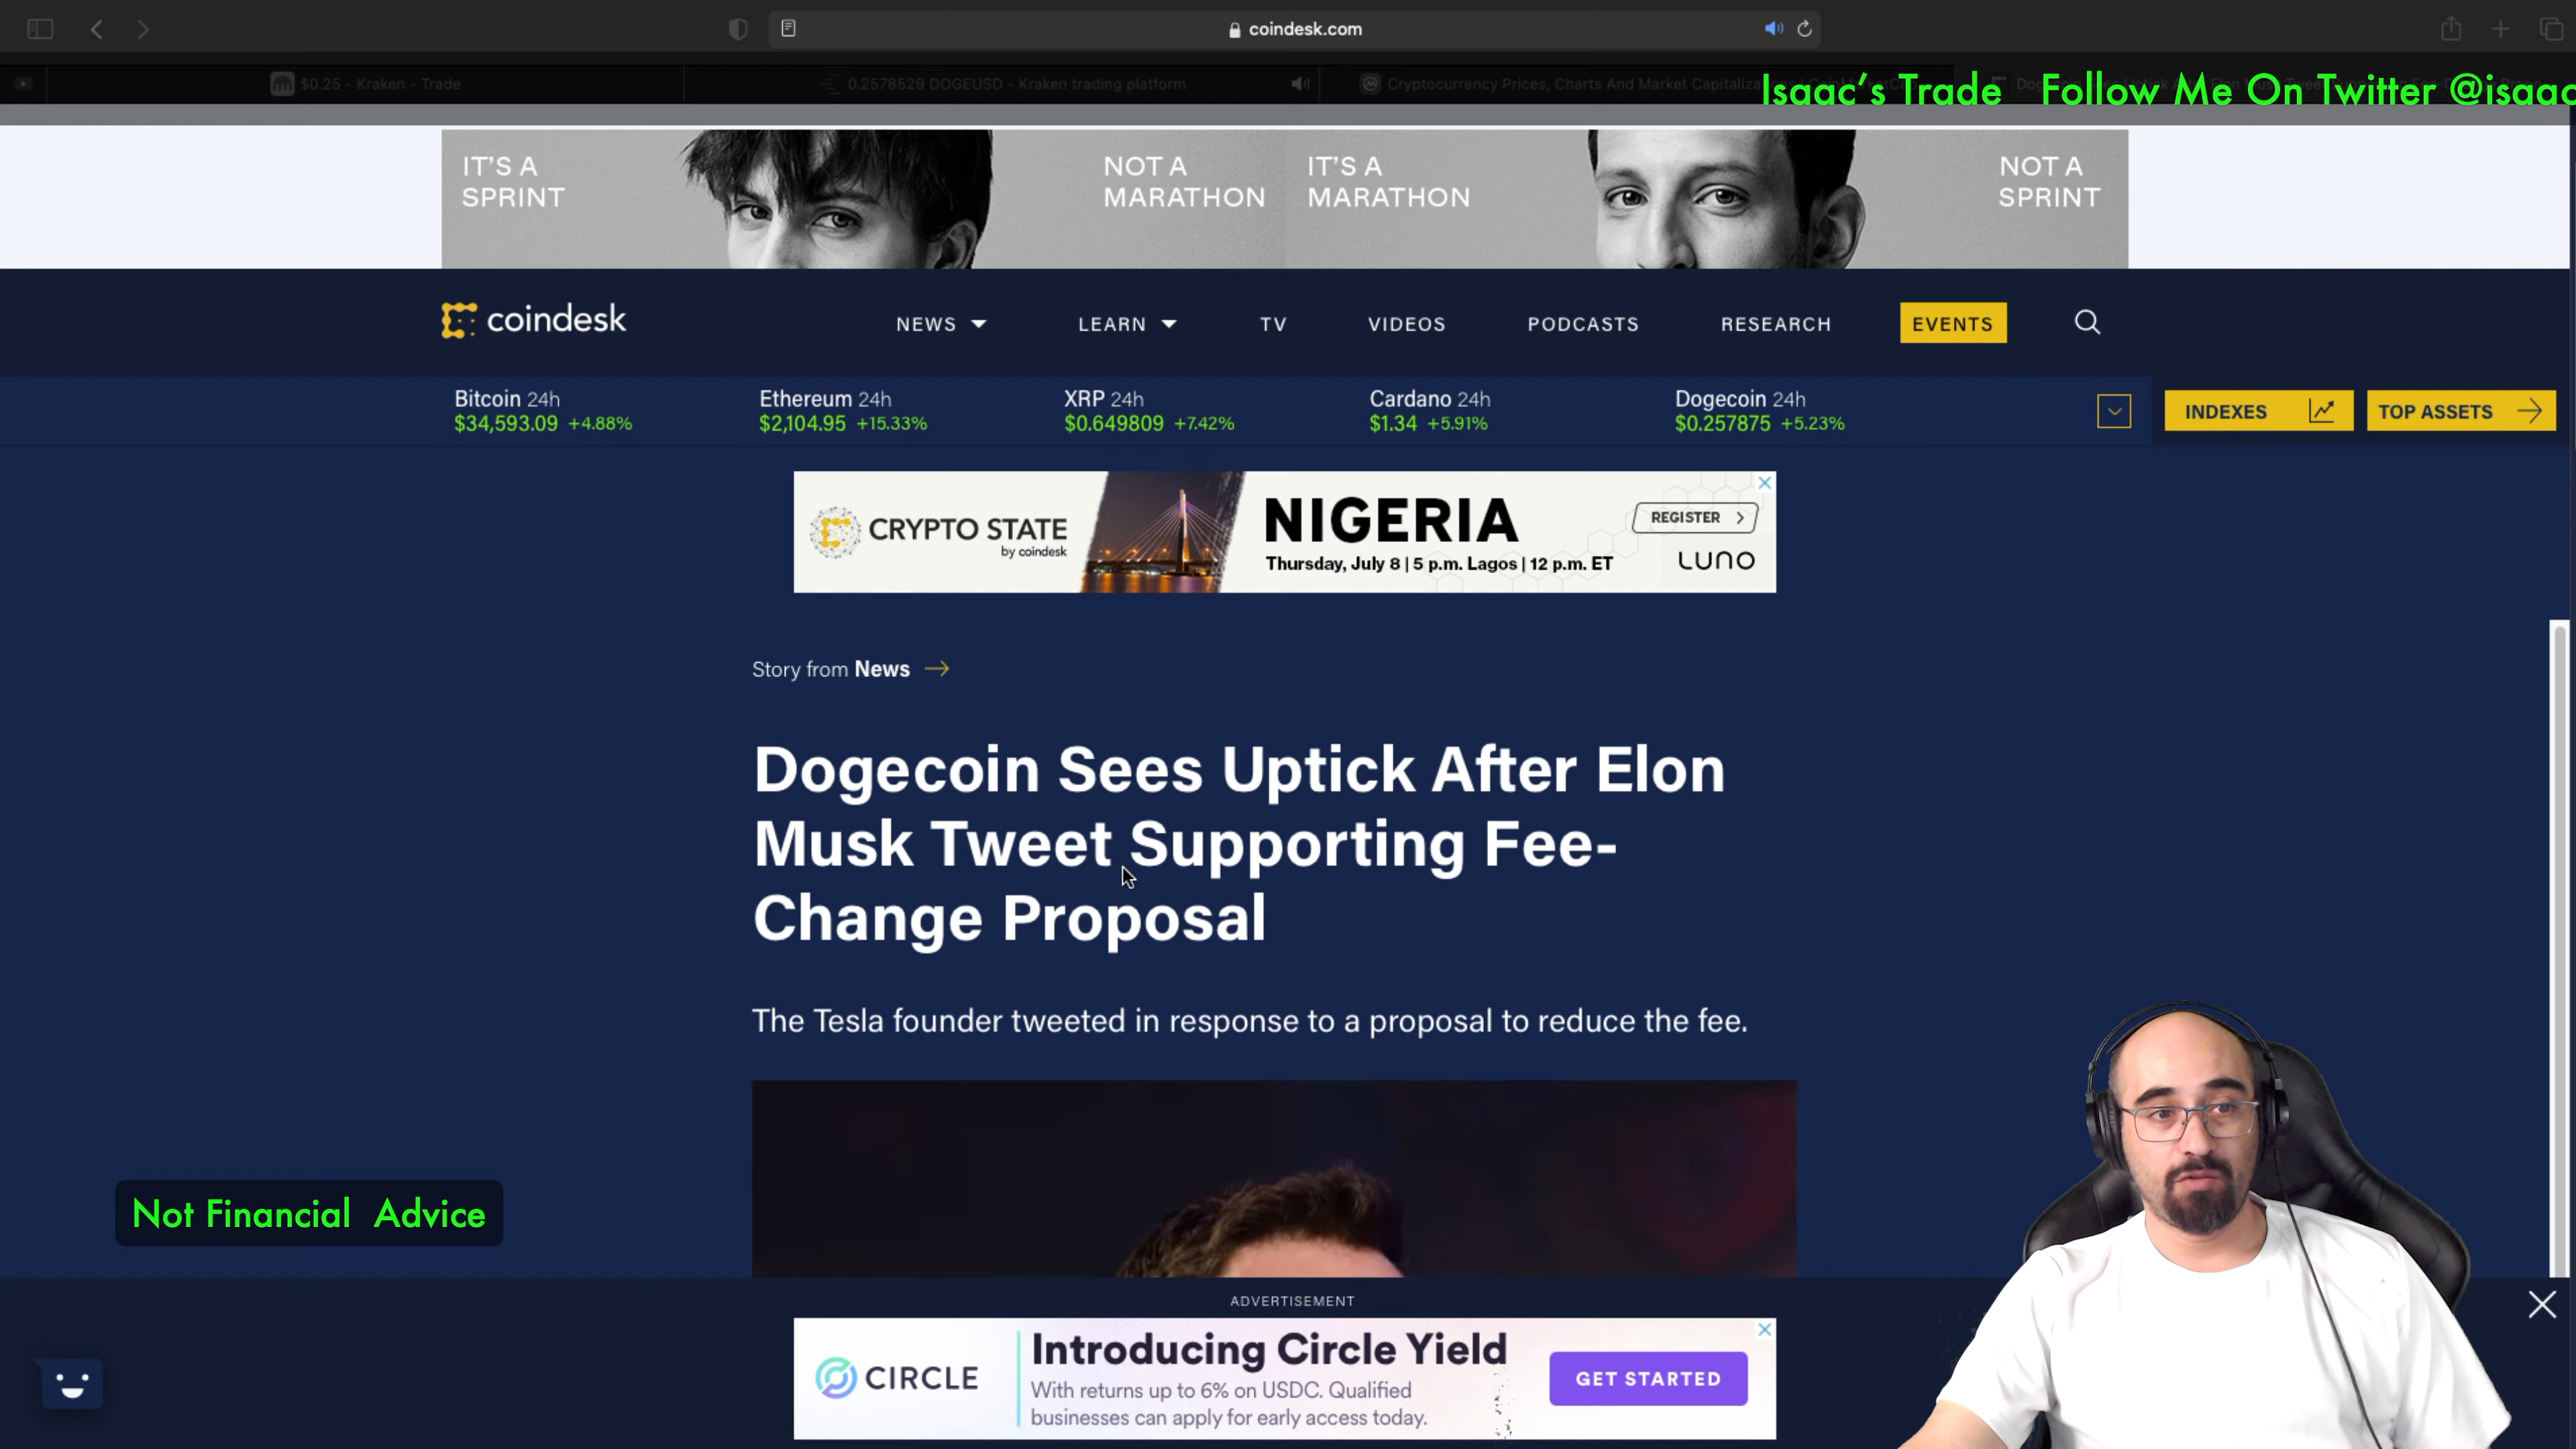 coindesk.com
$0.25 - Kraken - Trade
0.2578529 DOGEUSD - Kraken trading platform
Cryptocurrency Prices, Charts And Market
Isaac's Trade Follow Me On Twitter @isaac
IT'S A
SPRINT
NOT A
MARATHON
IT'S A
MARATHON
NOT A
SPRINT
coindesk
NEWS
LEARN
TV
VIDEOS
PODCASTS
RESEARCH
EVENTS
Bitcoin 24h
$34,593.09 +4.88%
Ethereum 24h
$2,104.95 +15.33%
XRP 24h
$0.649809 +7.42%
Cardano 24h
$1.34 +5.91%
Dogecoin 24h
$0.257875 +5.23%
INDEXES
TOP ASSETS
CRYPTO STATE
by coindesk
NIGERIA
Thursday, July 8 | 5 p.m. Lagos | 12 p.m. ET
REGISTER
LUNO
Story from News
Dogecoin Sees Uptick After Elon
Musk Tweet Supporting Fee-
Change Proposal
The Tesla founder tweeted in response to a proposal to reduce the fee.
Not Financial Advice
ADVERTISEMENT
CIRCLE
Introducing Circle Yield
With returns up to 6% on USDC. Qualified
businesses can apply for early access today.
GET STARTED